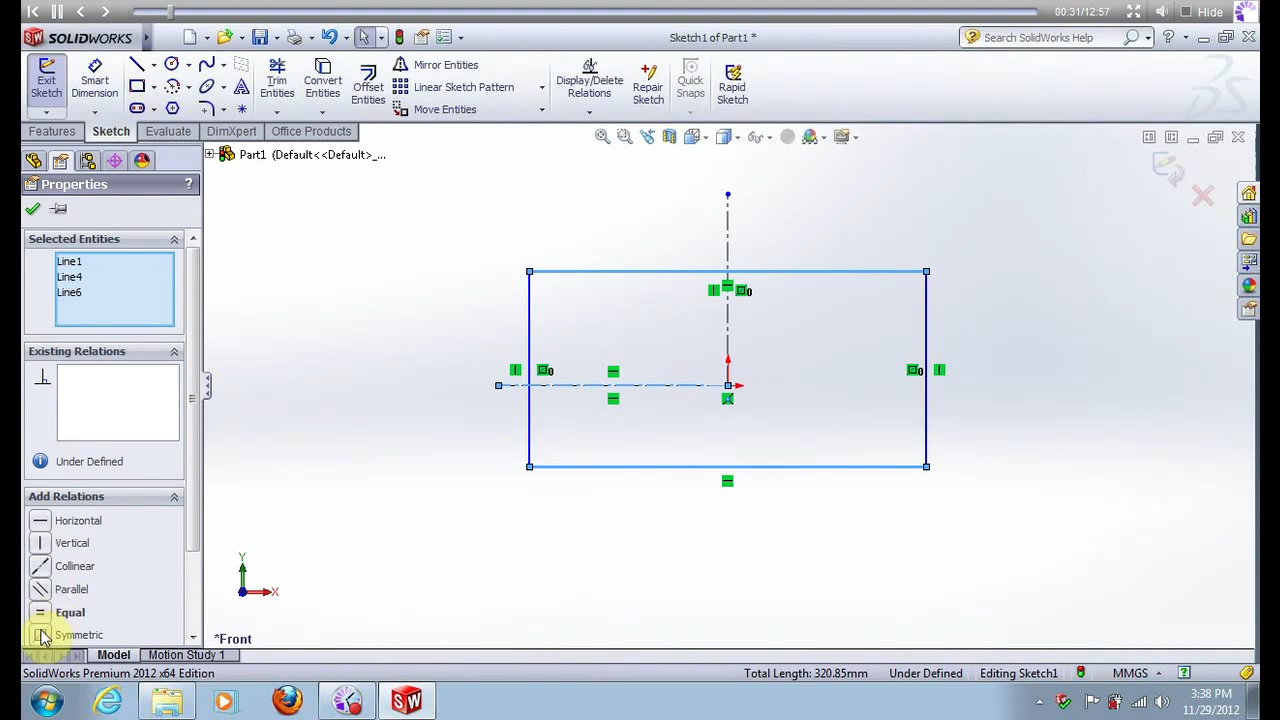 00:31/12:57
Hide
SOLIDWORKS
Sketch1 of Part1 *
Search SolidWorks Help
Exit Sketch
Smart Dimension
Trim Entities
Convert Entities
Offset Entities
Mirror Entities
Linear Sketch Pattern
Move Entities
Display/Delete Relations
Repair Sketch
Quick Snaps
Rapid Sketch
Features
Sketch
Evaluate
DimXpert
Office Products
Part1 (Default<<Default>_...
Properties
?
Selected Entities
Line1
Line4
Line6
Existing Relations
Under Defined
Add Relations
Horizontal
Vertical
Collinear
Parallel
Equal
Symmetric
0
0
0
Y
X
*Front
Model
Motion Study 1
SolidWorks Premium 2012 x64 Edition
Total Length: 320.85mm
Under Defined
Editing Sketch1
MMGS
?
3:38 PM
11/29/2012